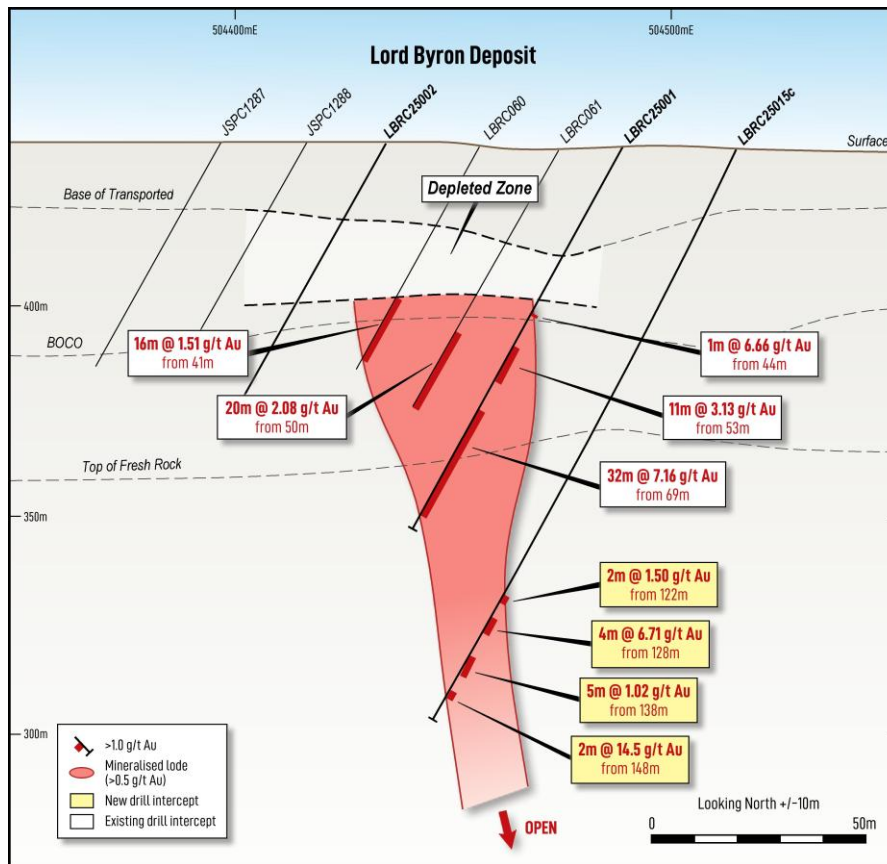 504400mE
504500mE
Lord Byron Deposit
JSPC1287
JSPC1288
LBRC25002
LBRC060
LBRC061
LBRC25001
LBRC25015c
Surface
Base of Transported
Depleted Zone
400m
BOCO
16m @ 1.51 g/t Au
from 41m
1m @ 6.66 g/t Au
from 44m
20m @ 2.08 g/t Au
from 50m
11m @ 3.13 g/t Au
from 53m
Top of Fresh Rock
32m @ 7.16 g/t Au
from 69m
350m
2m @ 1.50 g/t Au
from 122m
4m @ 6.71 g/t Au
from 128m
5m @ 1.02 g/t Au
from 138m
2m @ 14.5 g/t Au
from 148m
300m
>1.0 g/t Au
Mineralised lode
(>0.5 g/t Au)
New drill intercept
Existing drill intercept
OPEN
Looking North +/-10m
0
50m